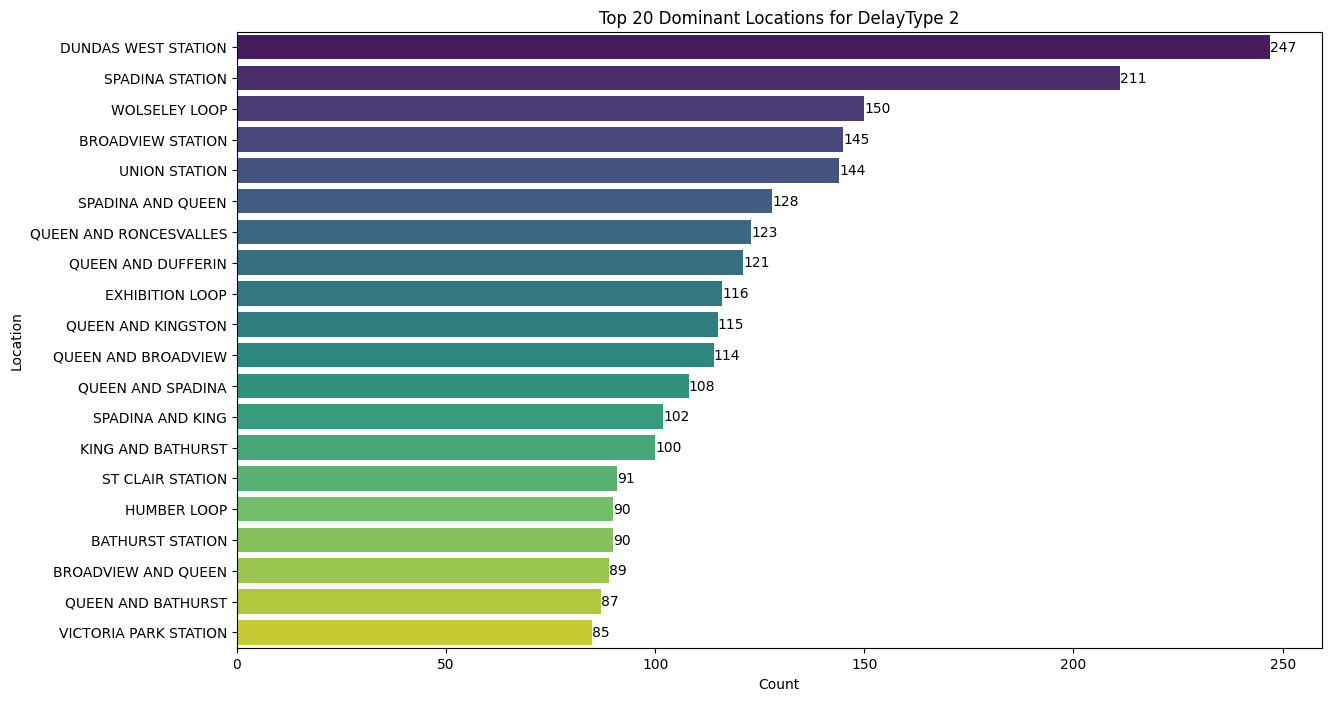 Top 20 Dominant Locations for DelayType 2
DUNDAS WEST STATION 247
SPADINA STATION 211
WOLSELEY LOOP 150
BROADVIEW STATION 145
UNION STATION 144
SPADINA AND QUEEN 128
QUEEN AND RONCESVALLES 123
QUEEN AND DUFFERIN 121
EXHIBITION LOOP 116
QUEEN AND KINGSTON 115
QUEEN AND BROADVIEW 114
QUEEN AND SPADINA 108
SPADINA AND KING 102
KING AND BATHURST 100
ST CLAIR STATION 91
HUMBER LOOP 90
BATHURST STATION 90
BROADVIEW AND QUEEN 89
QUEEN AND BATHURST 87
VICTORIA PARK STATION 85
Location
0 50 100 150 200 250
Count